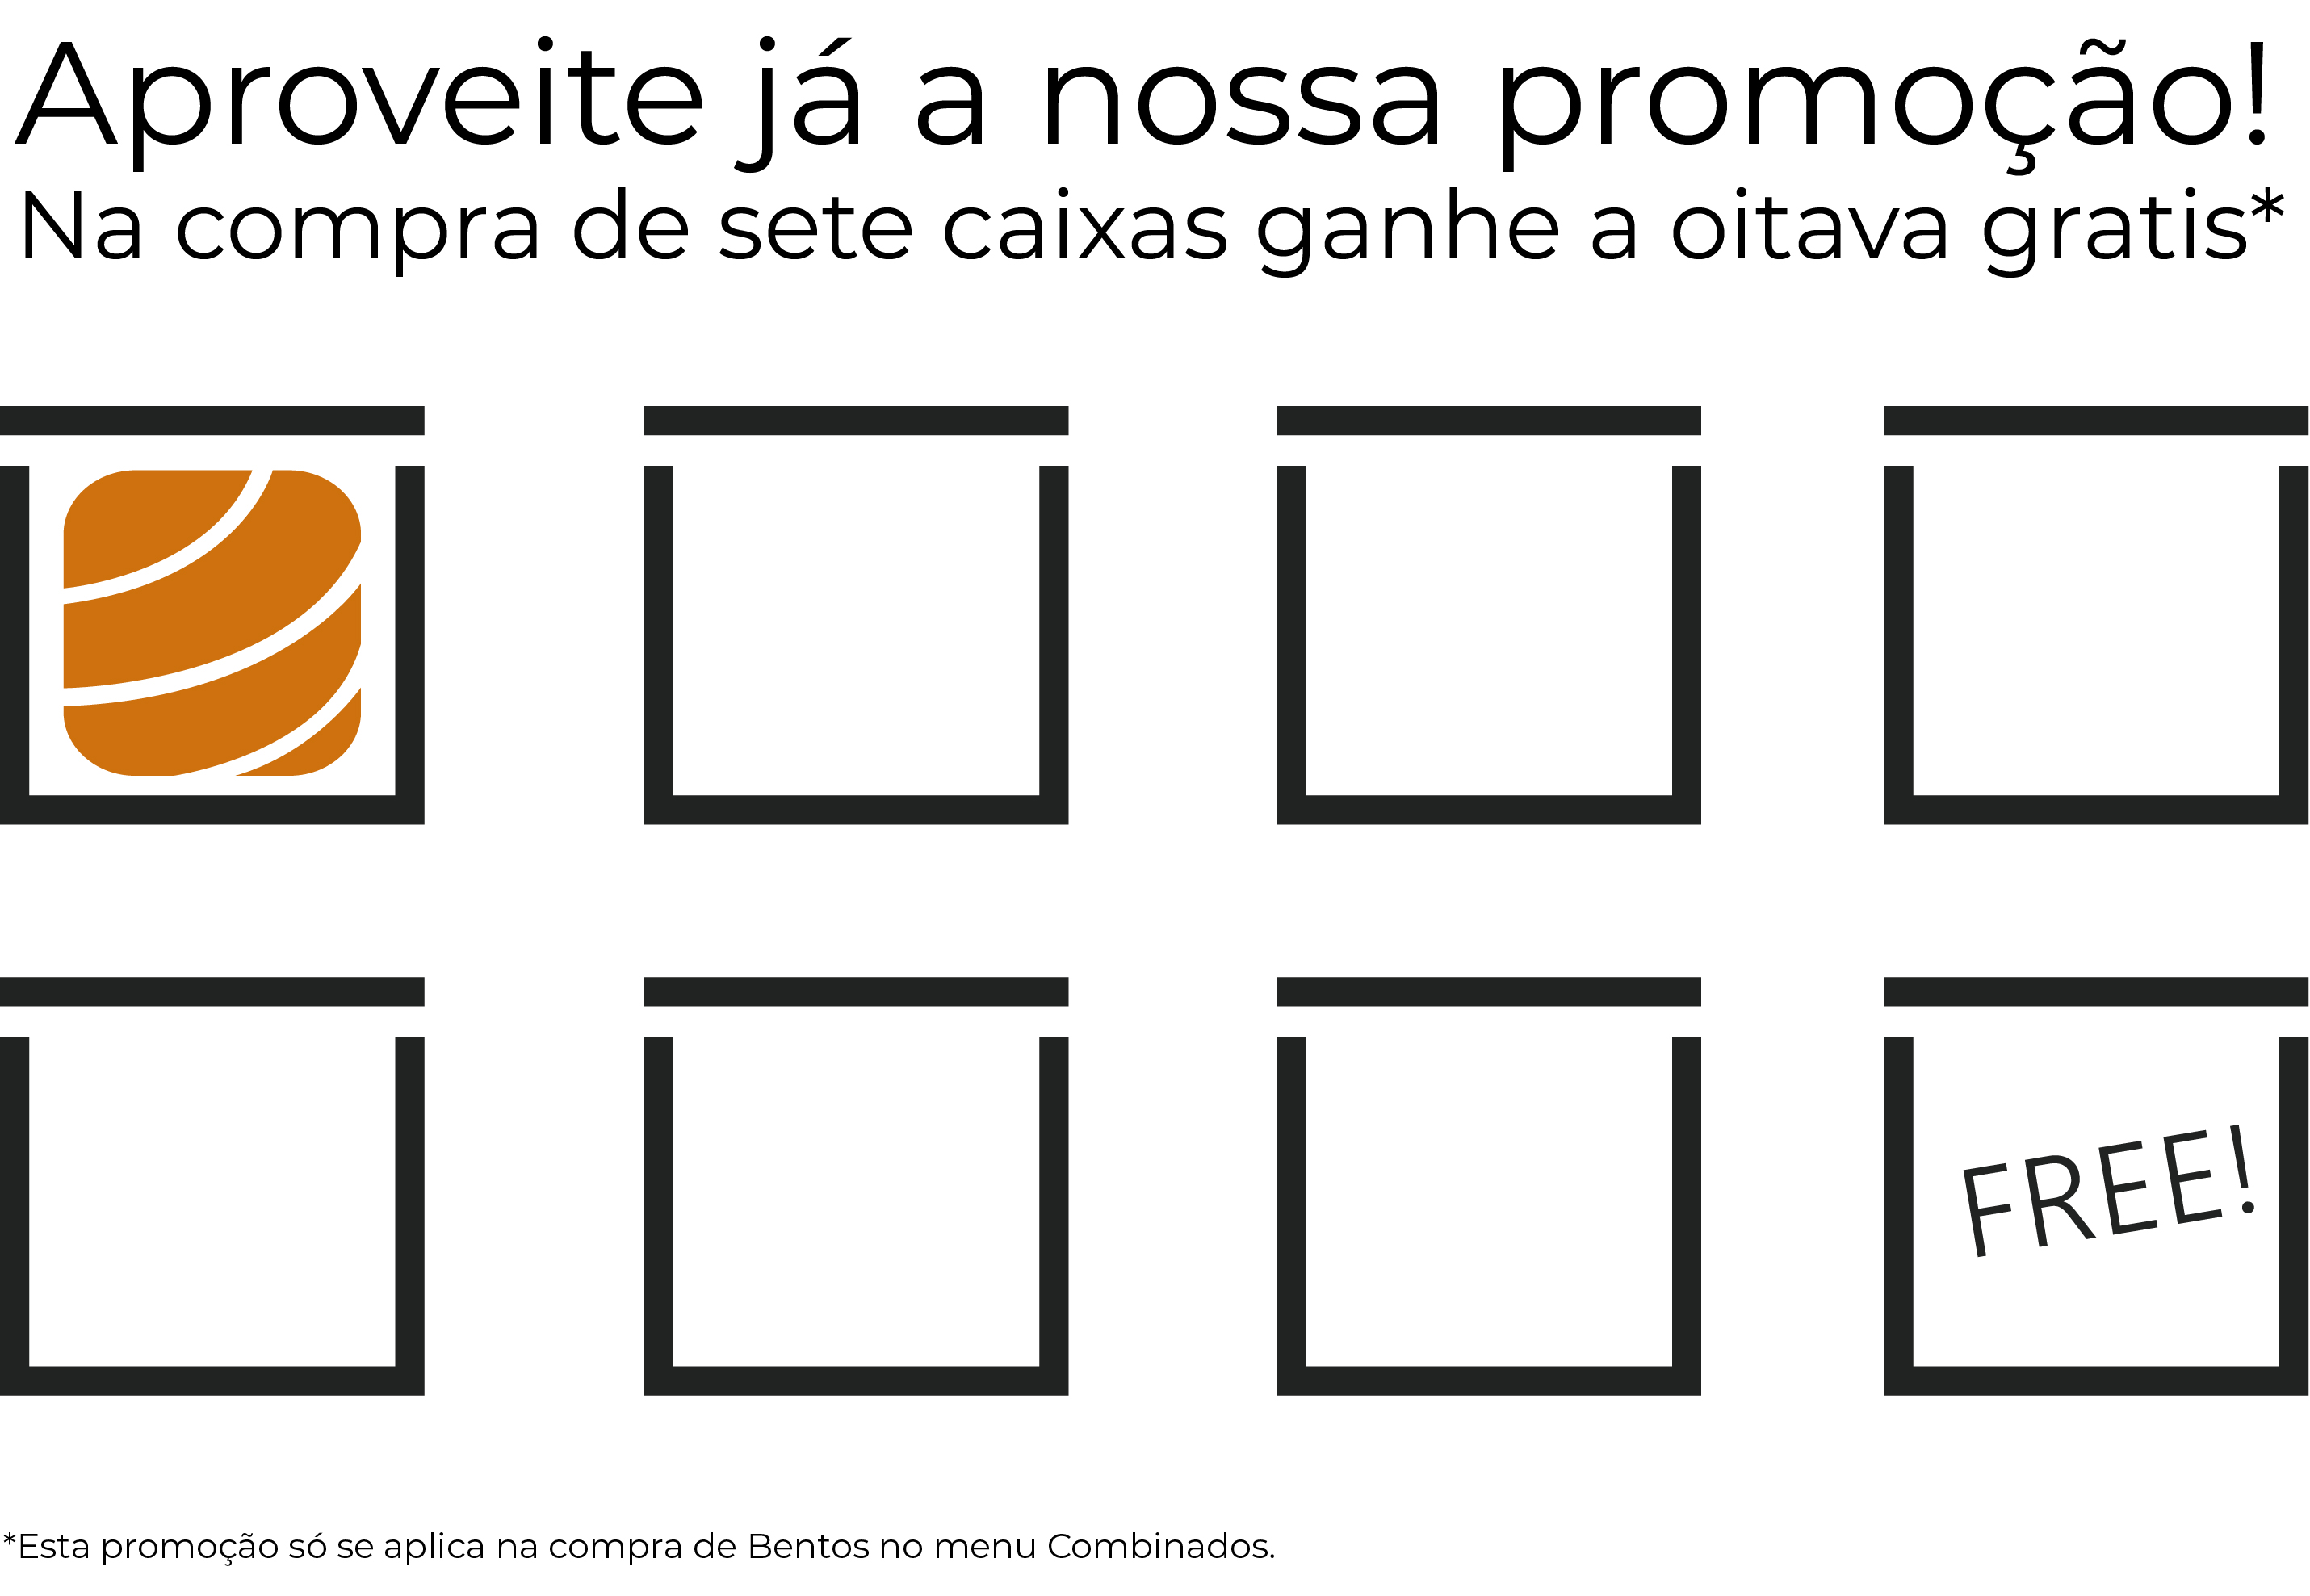 Aproveite já a nossa promoção!
Na compra de sete caixas ganhe a oitava gratis*
FREE!
*Esta promoção só se aplica na compra de Bentos no menu Combinados.